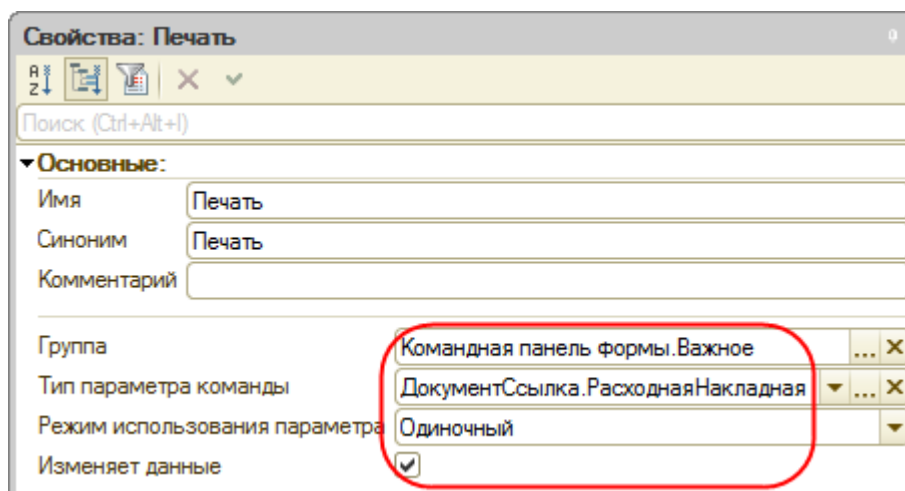 Свойства: Печать
Поиск (Ctrl+Alt+I)
Основные:
Имя Печать
Синоним Печать
Комментарий
Группа Командная панель формы.Важное ...
Тип параметра команды ДокументСсылка.РасходнаяНакладная ...
Режим использования параметра Одиночный
Изменяет данные